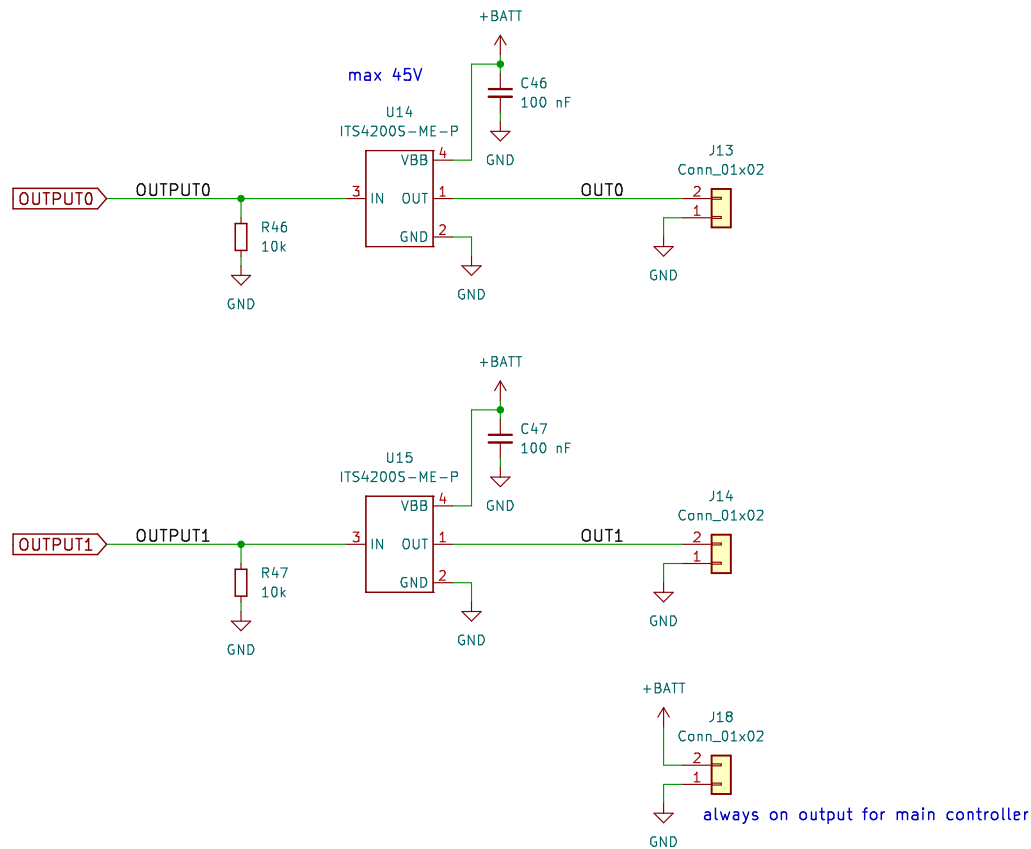 +BATT
max 45V
C46
100 nF
U14
ITS4200S-ME-P
GND
J13
Conn_01x02
VBB 4
OUTPUT0
OUTPUT0
3 IN
OUT 1
OUT0
2
1
R46
10k
GND 2
GND
GND
GND
+BATT
C47
100 nF
U15
ITS4200S-ME-P
GND
J14
Conn_01x02
VBB 4
OUTPUT1
OUTPUT1
3 IN
OUT 1
OUT1
2
1
R47
10k
GND 2
GND
GND
GND
+BATT
J18
Conn_01x02
2
1
always on output for main controller
GND